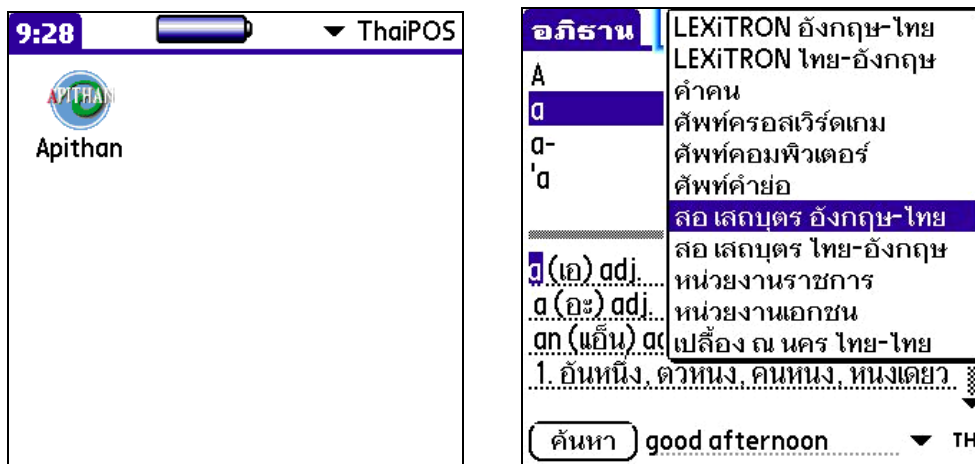 9:28 ThaiPOS
APITHAN
Apithan
อภิธาน
A
a
a-
'a
LEXiTRON อังกฤษ-ไทย
LEXiTRON ไทย-อังกฤษ
คำคน
ศัพท์ครอสเวิร์ดเกม
ศัพท์คอมพิวเตอร์
ศัพท์คำย่อ
สอ เสถบุตร อังกฤษ-ไทย
สอ เสถบุตร ไทย-อังกฤษ
หน่วยงานราชการ
หน่วยงานเอกชน
เปลื้อง ณ นคร ไทย-ไทย
a (เอ) adj.
a (อะ) adj.
an (แอ็น)
1. อันหนึ่ง, ตัวหนึ่ง, คนหนึ่ง, หนึ่งเดียว
ค้นหา good afternoon TH